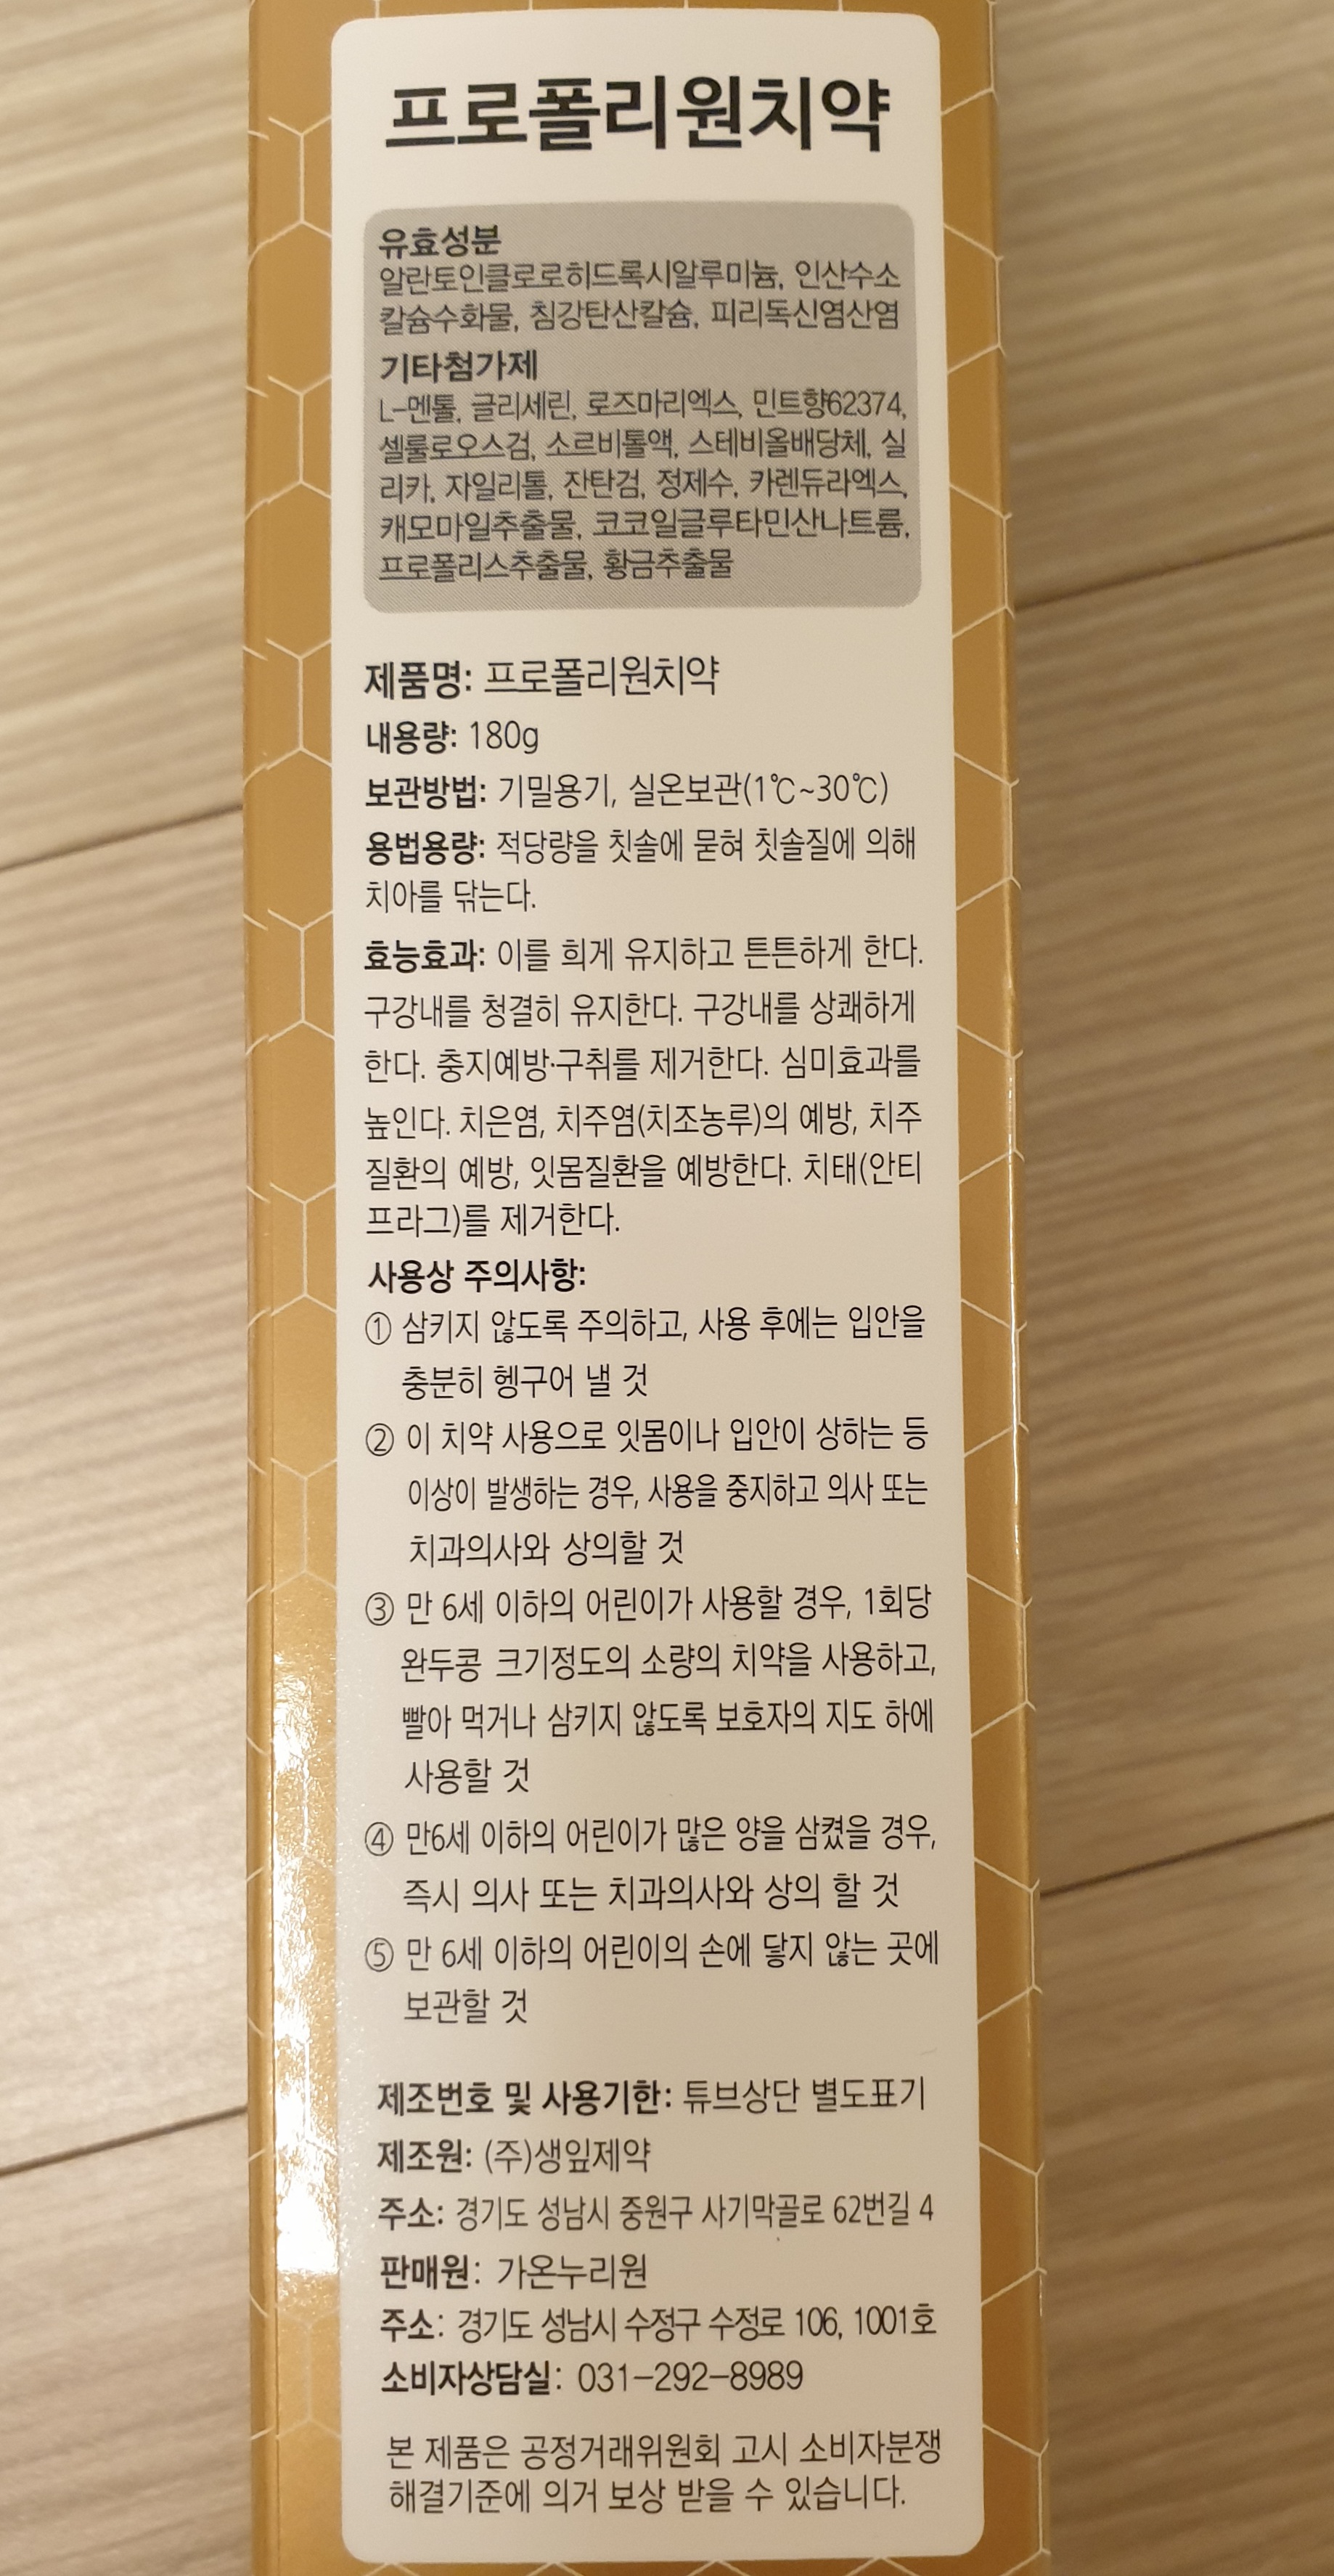 프로폴리원치약
유효성분
알란토인클로로히드록시알루미늄, 인산수소
칼슘수화물, 침강탄산칼슘, 피리독신염산염
기타첨가제
L-멘톨, 글리세린, 로즈마리엑스, 민트향62374,
셀룰로오스검, 소르비톨액, 스테비올배당체, 실
리카, 자일리톨, 잔탄검, 정제수, 카렌듀라엑스,
캐모마일추출물, 코코일글루타민산나트륨,
프로폴리스추출물, 황금추출물
제품명: 프로폴리원치약
내용량: 180g
보관방법: 기밀용기, 실온보관(1℃~30℃)
용법용량: 적당량을 칫솔에 묻혀 칫솔질에 의해
치아를 닦는다.
효능효과: 이를 희게 유지하고 튼튼하게 한다.
구강내를 청결히 유지한다. 구강내를 상쾌하게
한다. 충지예방·구취를 제거한다. 심미효과를
높인다. 치은염, 치주염(치조농루)의 예방, 치주
질환의 예방, 잇몸질환을 예방한다. 치태(안티
프라그)를 제거한다.
사용상 주의사항:
① 삼키지 않도록 주의하고, 사용 후에는 입안을
충분히 헹구어 낼 것
② 이 치약 사용으로 잇몸이나 입안이 상하는 등
이상이 발생하는 경우, 사용을 중지하고 의사 또는
치과의사와 상의할 것
③ 만 6세 이하의 어린이가 사용할 경우, 1회당
완두콩 크기정도의 소량의 치약을 사용하고,
빨아 먹거나 삼키지 않도록 보호자의 지도 하에
사용할 것
④ 만6세 이하의 어린이가 많은 양을 삼켰을 경우,
즉시 의사 또는 치과의사와 상의 할 것
⑤ 만 6세 이하의 어린이의 손에 닿지 않는 곳에
보관할 것
제조번호 및 사용기한: 튜브상단 별도표기
제조원: (주)생잎제약
주소: 경기도 성남시 중원구 사기막골로 62번길 4
판매원: 가온누리원
주소: 경기도 성남시 수정구 수정로 106, 1001호
소비자상담실: 031-292-8989
본 제품은 공정거래위원회 고시 소비자분쟁
해결기준에 의거 보상 받을 수 있습니다.